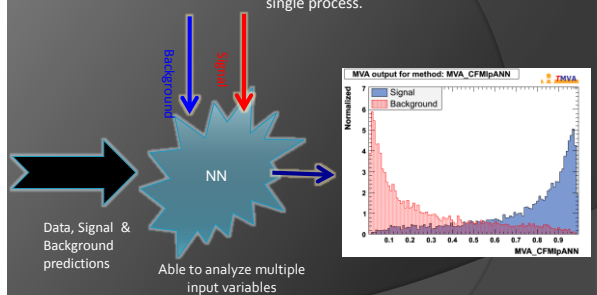 single process.
Background
Signal
NN
Data, Signal &
Background
predictions
Able to analyze multiple
input variables
MVA output for method: MVA_CFMlpANN
TMVA
Normalized
Signal
Background
7
6
5
4
3
2
1
0
0.1 0.2 0.3 0.4 0.5 0.6 0.7 0.8 0.9
MVA_CFMlpANN